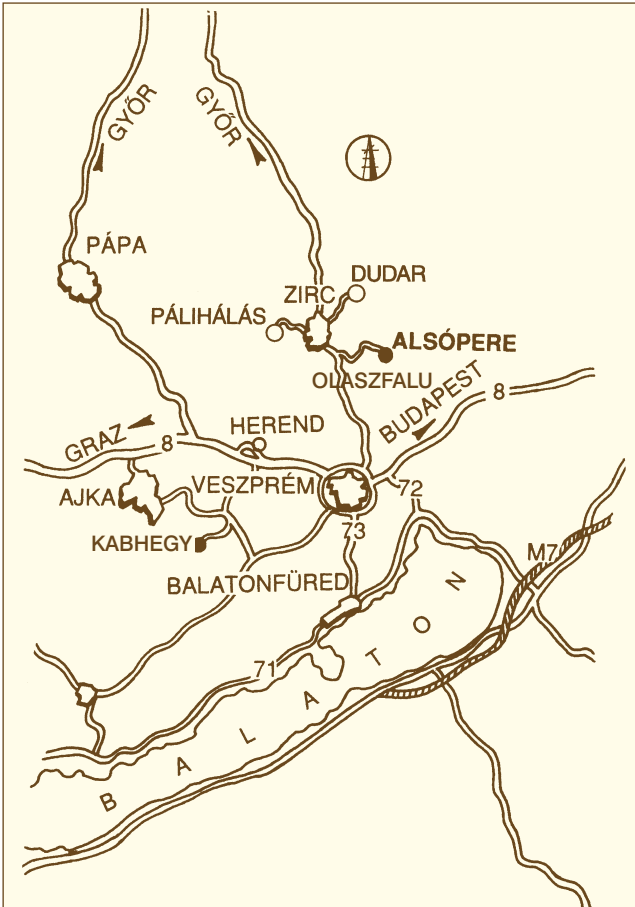 GYŐR
GYŐR
PÁPA
DUDAR
ZIRC
PÁLIHÁLÁS
ALSÓPERE
OLASZFALU
BUDAPEST
8
HEREND
GRAZ
8
VESZPRÉM
72
AJKA
73
KABHEGY
M7
BALATONFÜRED
71
BALATON